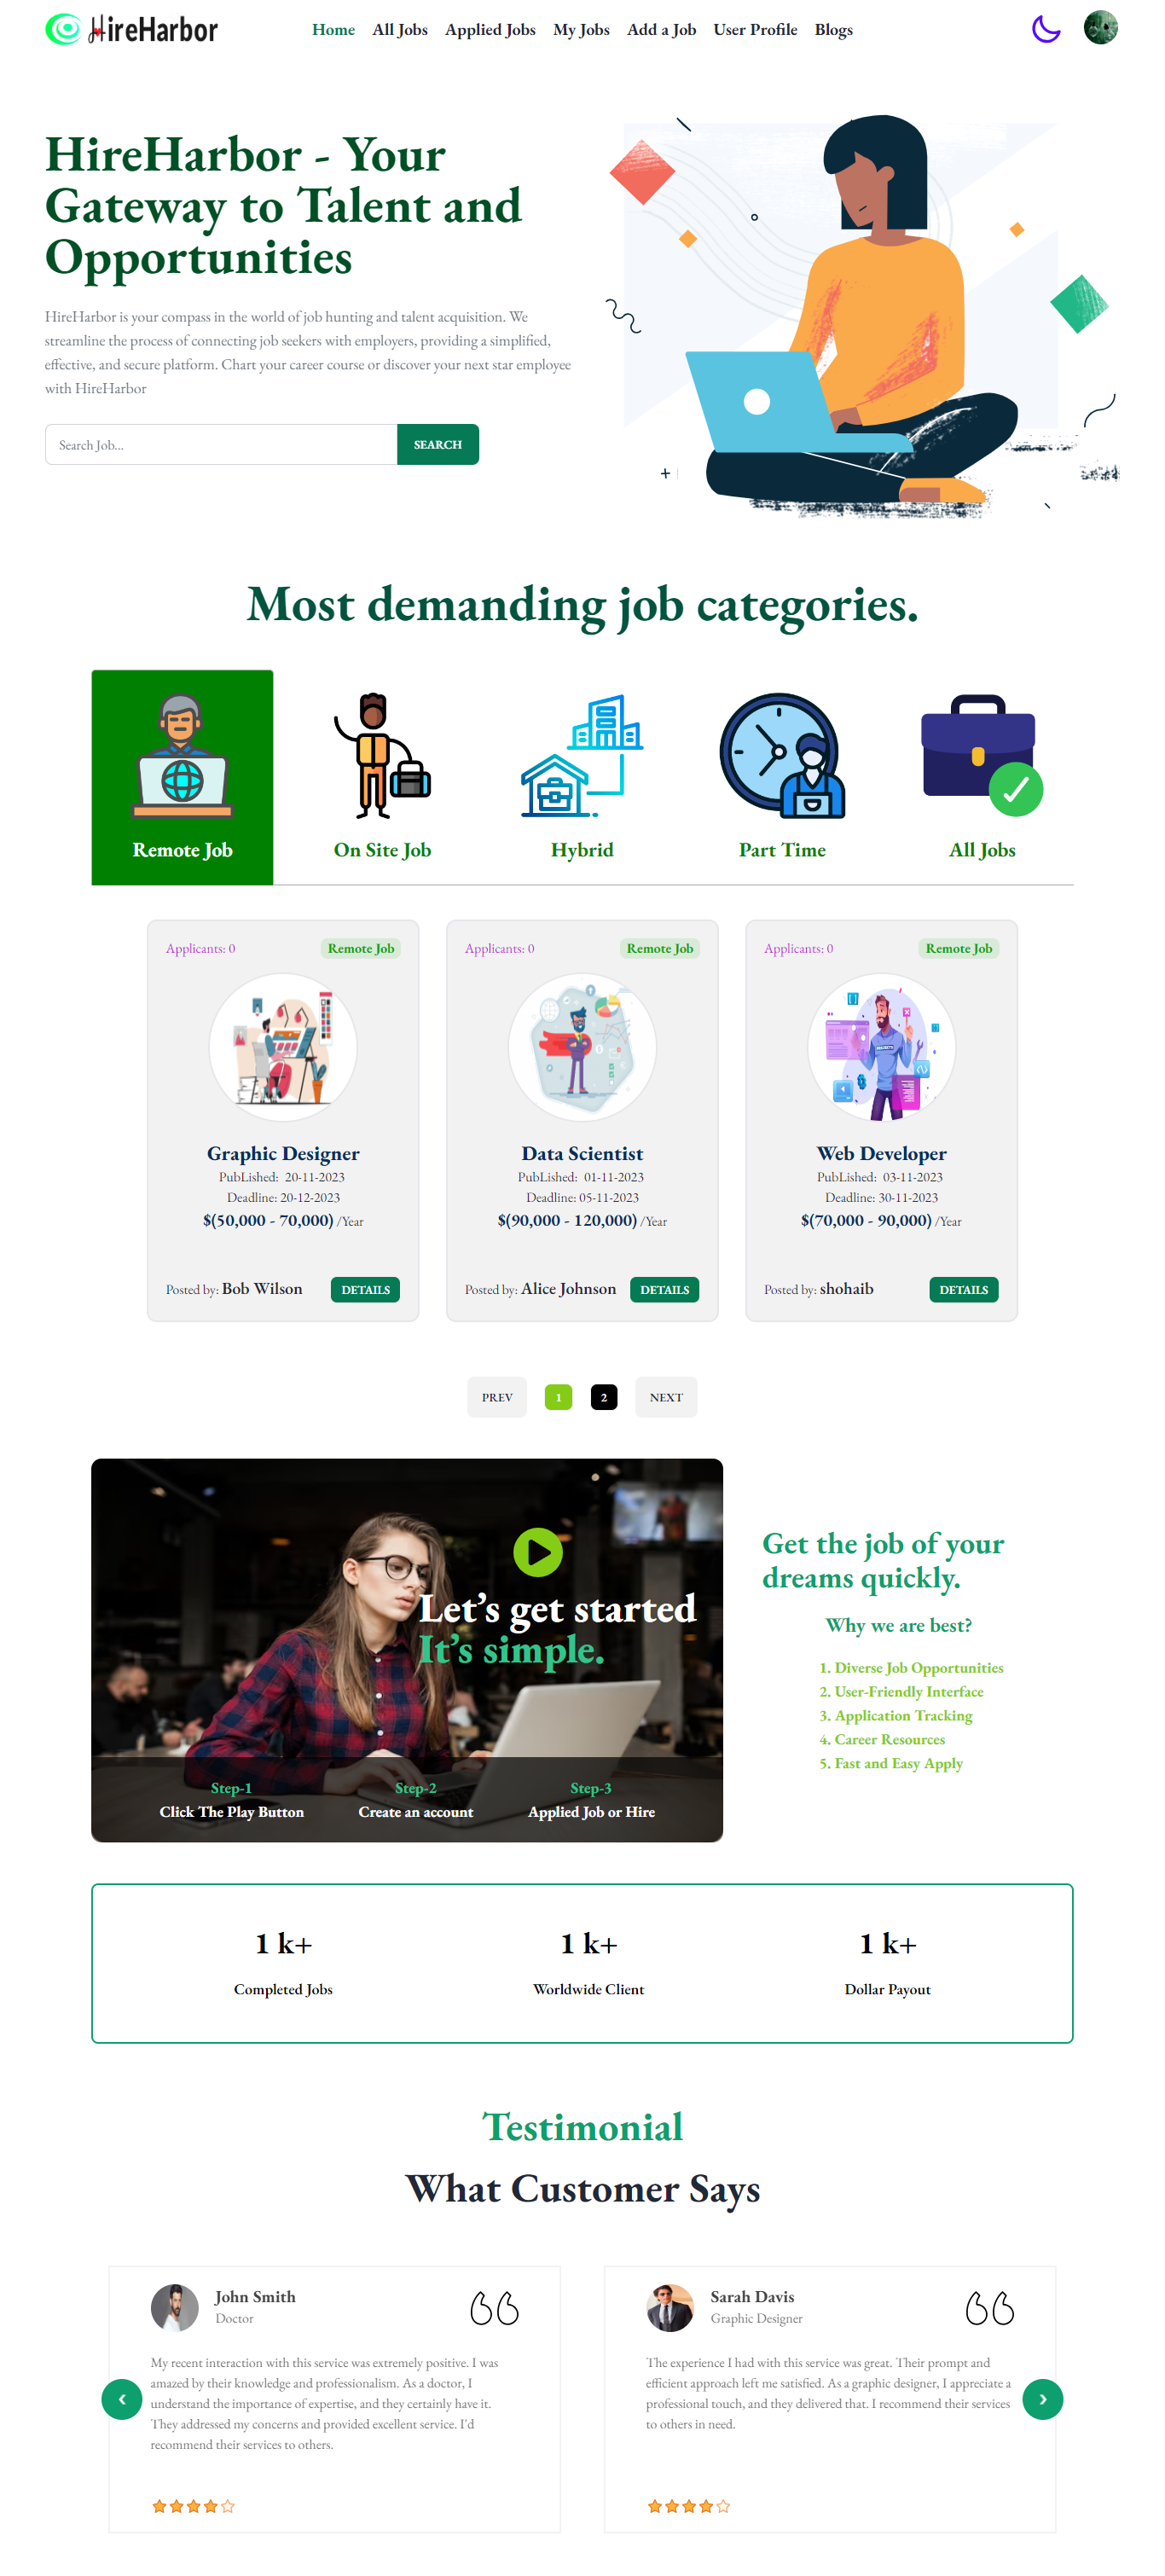 HireHarbor
Home All Jobs Applied Jobs My Jobs Add a Job User Profile Blogs
HireHarbor - Your
Gateway to Talent and
Opportunities
HireHarbor is your compass in the world of job hunting and talent acquisition. We
streamline the process of connecting job seekers with employers, providing a simplified,
effective, and secure platform. Chart your career course or discover your next star employee
with HireHarbor
Search Job...
SEARCH
Most demanding job categories.
Remote Job
On Site Job
Hybrid
Part Time
All Jobs
Applicants: 0
Remote Job
Graphic Designer
PubLished: 20-11-2023
Deadline: 20-12-2023
$(50,000 - 70,000) /Year
Posted by: Bob Wilson
DETAILS
Applicants: 0
Remote Job
Data Scientist
PubLished: 01-11-2023
Deadline: 05-11-2023
$(90,000 - 120,000) /Year
Posted by: Alice Johnson
DETAILS
Applicants: 0
Remote Job
Web Developer
PubLished: 03-11-2023
Deadline: 30-11-2023
$(70,000 - 90,000) /Year
Posted by: shohaib
DETAILS
PREV 1 2 NEXT
Let's get started
It's simple.
Step-1
Click The Play Button
Step-2
Create an account
Step-3
Applied Job or Hire
Get the job of your
dreams quickly.
Why we are best?
1. Diverse Job Opportunities
2. User-Friendly Interface
3. Application Tracking
4. Career Resources
5. Fast and Easy Apply
1 k+
Completed Jobs
1 k+
Worldwide Client
1 k+
Dollar Payout
Testimonial
What Customer Says
John Smith
Doctor
My recent interaction with this service was extremely positive. I was
amazed by their knowledge and professionalism. As a doctor, I
understand the importance of expertise, and they certainly have it.
They addressed my concerns and provided excellent service. I'd
recommend their services to others.
Sarah Davis
Graphic Designer
The experience I had with this service was great. Their prompt and
efficient approach left me satisfied. As a graphic designer, I appreciate a
professional touch, and they delivered that. I recommend their services
to others in need.